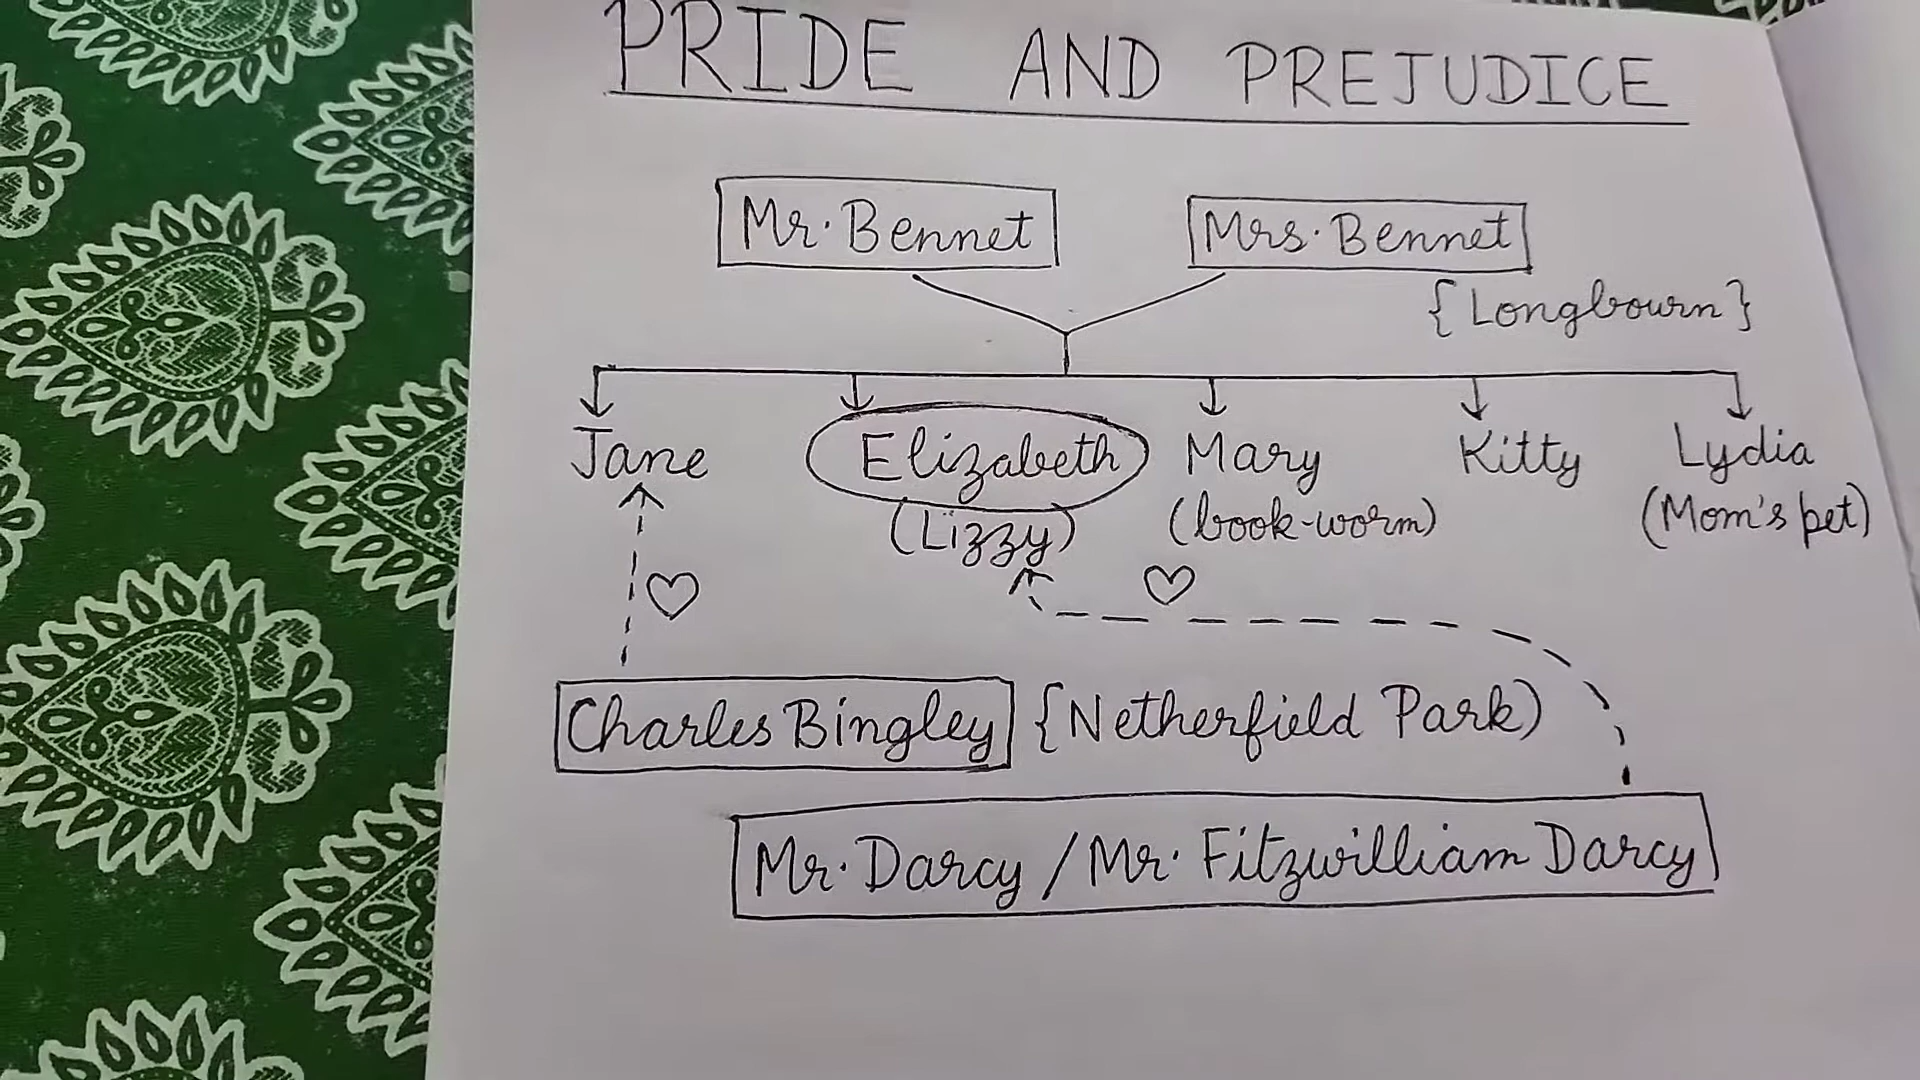 PRIDE AND PREJUDICE
Mr. Bennet Mrs. Bennet
{Longbourn}
Jane Elizabeth Mary Kitty Lydia
(Lizzy) (book-worm) (Mom's pet)
Charles Bingley {Netherfield Park)
Mr. Darcy / Mr. Fitzwilliam Darcy